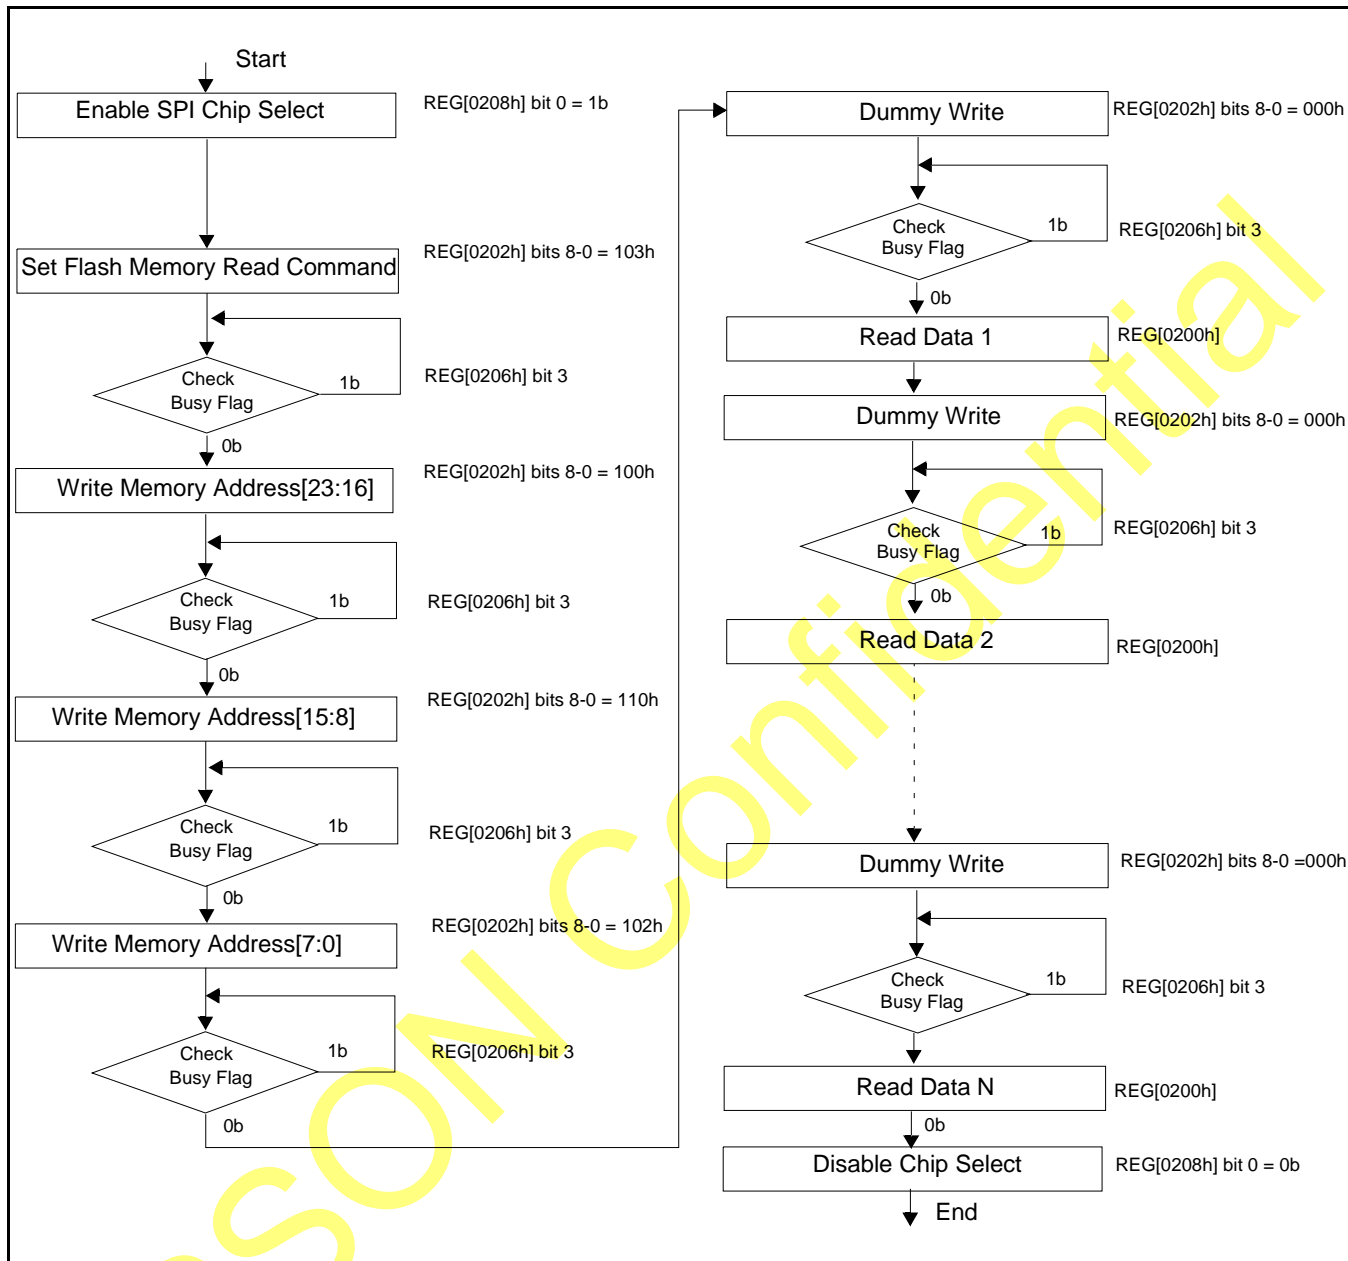 Start
Enable SPI Chip Select
REG[0208h] bit 0 = 1b
Set Flash Memory Read Command
REG[0202h] bits 8-0 = 103h
Check
Busy Flag
1b
REG[0206h] bit 3
0b
Write Memory Address[23:16]
REG[0202h] bits 8-0 = 100h
Check
Busy Flag
1b
REG[0206h] bit 3
0b
Write Memory Address[15:8]
REG[0202h] bits 8-0 = 110h
Check
Busy Flag
1b
REG[0206h] bit 3
0b
Write Memory Address[7:0]
REG[0202h] bits 8-0 = 102h
Check
Busy Flag
1b
REG[0206h] bit 3
0b
Dummy Write
REG[0202h] bits 8-0 = 000h
Check
Busy Flag
1b
REG[0206h] bit 3
0b
Read Data 1
REG[0200h]
Dummy Write
REG[0202h] bits 8-0 = 000h
Check
Busy Flag
1b
REG[0206h] bit 3
0b
Read Data 2
REG[0200h]
Dummy Write
REG[0202h] bits 8-0 =000h
Check
Busy Flag
1b
REG[0206h] bit 3
Read Data N
REG[0200h]
0b
Disable Chip Select
REG[0208h] bit 0 = 0b
End
SON Confidential